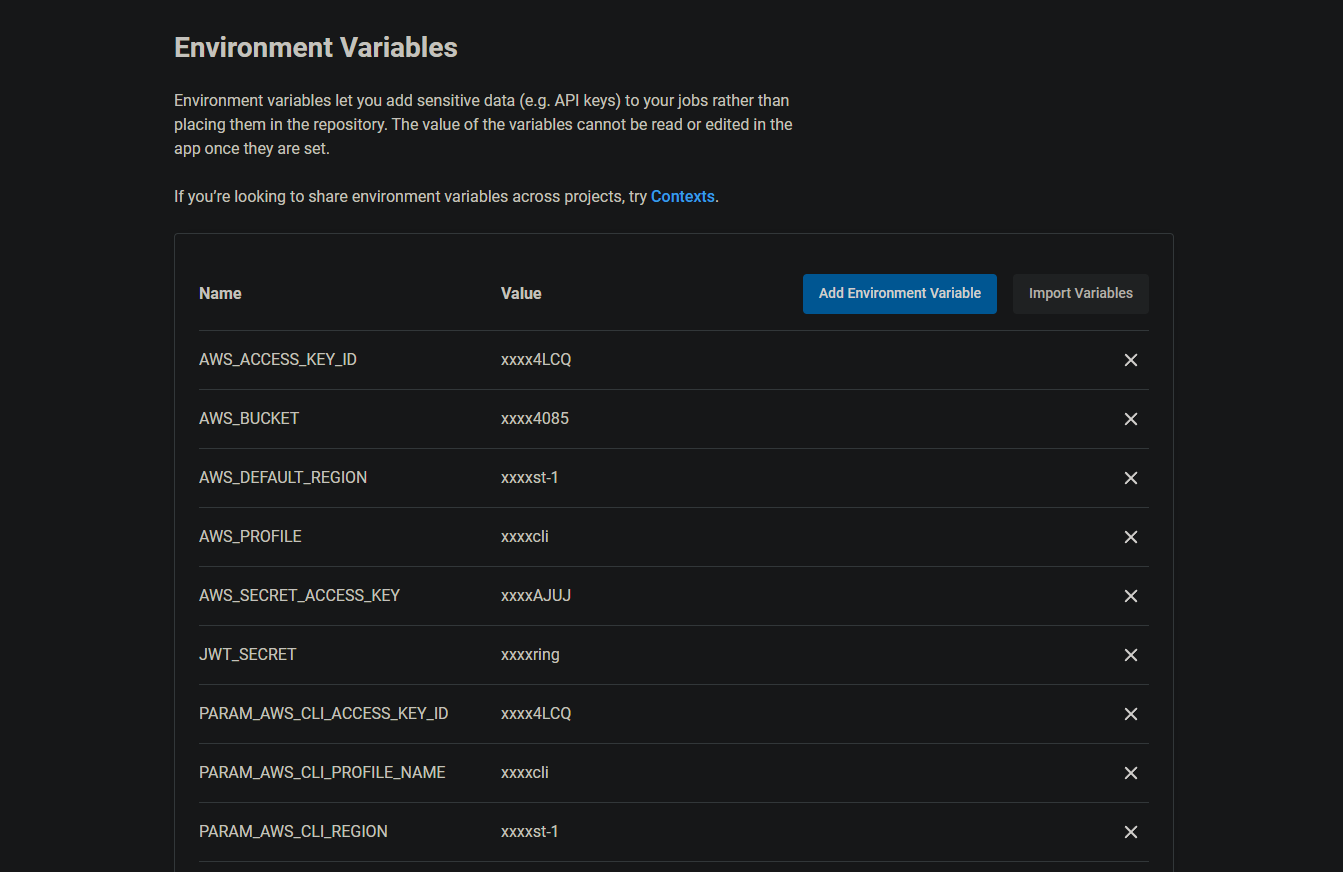 Environment Variables
Environment variables let you add sensitive data (e.g. API keys) to your jobs rather than
placing them in the repository. The value of the variables cannot be read or edited in the
app once they are set.
If you’re looking to share environment variables across projects, try Contexts.
Name Value Add Environment Variable Import Variables
AWS_ACCESS_KEY_ID xxxx4LCQ
AWS_BUCKET xxxx4085
AWS_DEFAULT_REGION xxxxst-1
AWS_PROFILE xxxxcli
AWS_SECRET_ACCESS_KEY xxxxAJUJ
JWT_SECRET xxxxring
PARAM_AWS_CLI_ACCESS_KEY_ID xxxx4LCQ
PARAM_AWS_CLI_PROFILE_NAME xxxxcli
PARAM_AWS_CLI_REGION xxxxst-1